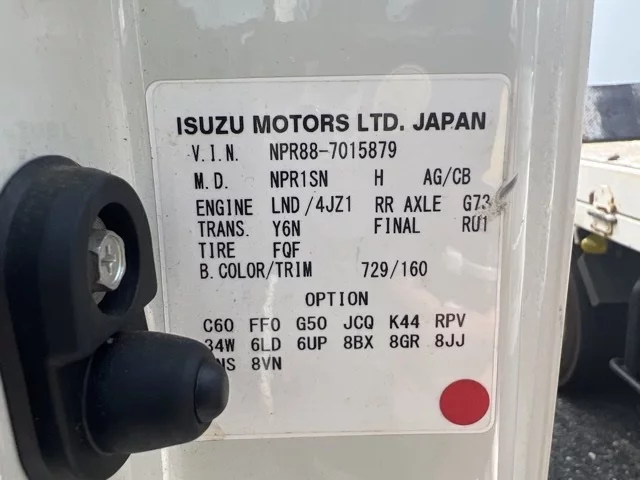 ISUZU MOTORS LTD. JAPAN
V.I.N. NPR88-7015879
M.D. NPR1SN H AG/CB
ENGINE LND/4JZ1 RR AXLE G73
TRANS. Y6N FINAL RU1
TIRE FQF
B.COLOR/TRIM 729/160
OPTION
C60 FF0 G50 JCQ K44 RPV
6LD 6UP 8BX 8GR 8JJ
8VN